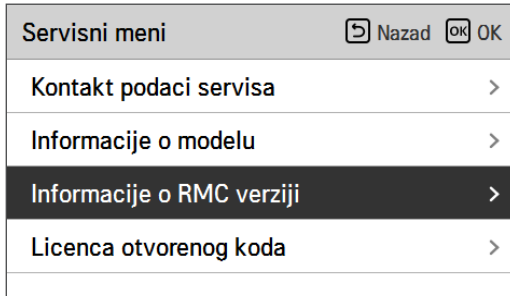 Servisni meni Nazad OK OK
Kontakt podaci servisa >
Informacije o modelu >
Informacije o RMC verziji >
Licenca otvorenog koda >